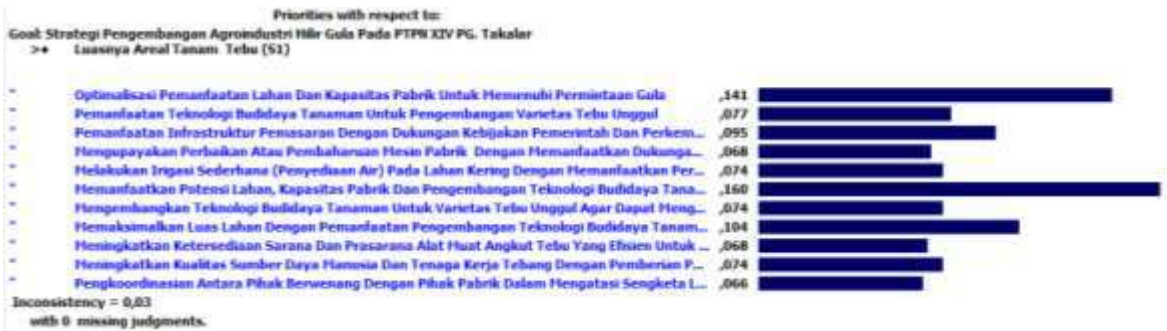 Priorities with respect to:
Goal: Strategi Pengembangan Agroindustri Hilir Gula Pada PTPN XIV PG. Takalar
>+ Luasnya Areal Tanam Tebu (S1)
Optimalisasi Pemanfaatan Lahan Dan Kapasitas Pabrik Untuk Memenuhi Permintaan Gula ,141
Pemanfaatan Teknologi Budidaya Tanaman Untuk Pengembangan Varietas Tebu Unggul ,077
Pemanfaatan Infrastruktur Pemasaran Dengan Dukungan Kebijakan Pemerintah Dan Perkem... ,095
Mengupayakan Perbaikan Atau Pembaharuan Mesin Pabrik Dengan Memanfaatkan Dukunga... ,068
Melakukan Irigasi Sederhana (Penyediaan Air) Pada Lahan Kering Dengan Memanfaatkan Per... ,074
Memanfaatkan Potensi Lahan, Kapasitas Pabrik Dan Pengembangan Teknologi Budidaya Tana... ,160
Mengembangkan Teknologi Budidaya Tanaman Untuk Varietas Tebu Unggul Agar Dapat Meng... ,074
Memaksimalkan Luas Lahan Dengan Pemanfaatan Pengembangan Teknologi Budidaya Tanam... ,104
Meningkatkan Ketersediaan Sarana Dan Prasarana Alat Muat Angkut Tebu Yang Efisien Untuk ... ,068
Meningkatkan Kualitas Sumber Daya Manusia Dan Tenaga Kerja Tebang Dengan Pemberian P... ,074
Pengkoordinasian Antara Pihak Berwenang Dengan Pihak Pabrik Dalam Mengatasi Sengketa L... ,066
Inconsistency = 0,03
with 0 missing judgments.